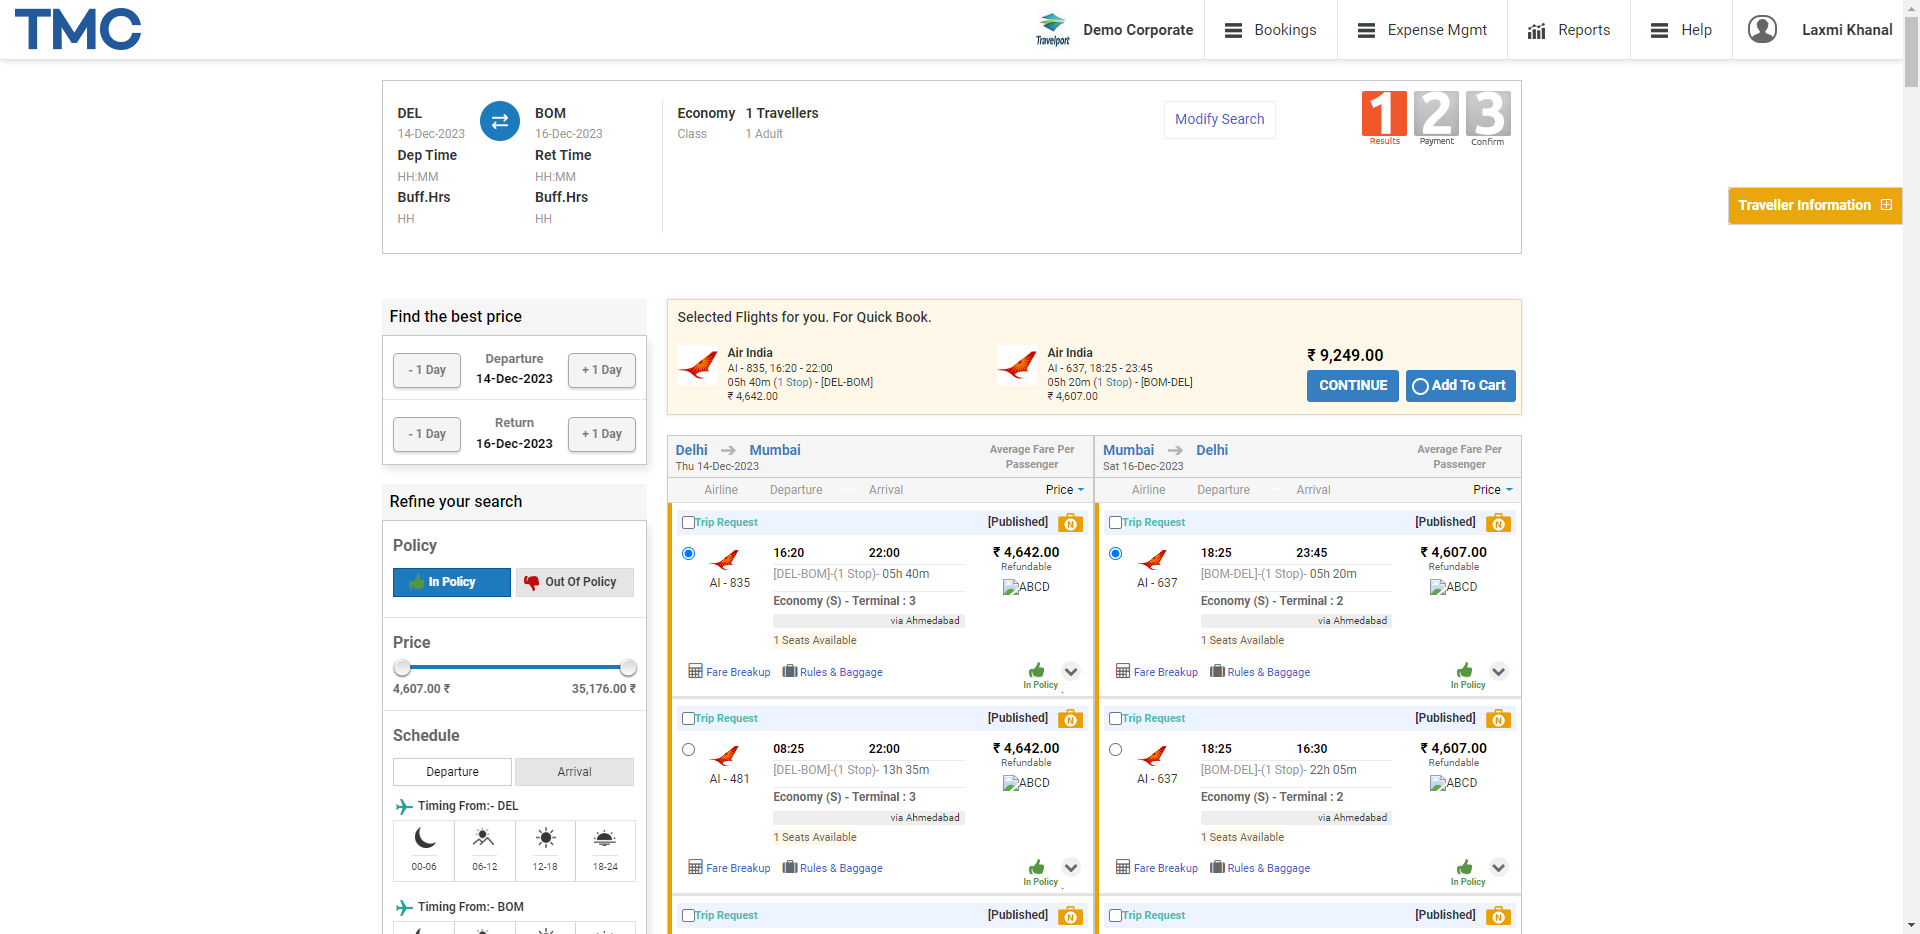 TMC
Travelport
Demo Corporate
Bookings
Expense Mgmt
Reports
Help
Laxmi Khanal
DEL
14-Dec-2023
Dep Time
HH:MM
Buff.Hrs
HH
BOM
16-Dec-2023
Ret Time
HH:MM
Buff.Hrs
HH
Economy
Class
1 Travellers
1 Adult
Modify Search
1
Results
2
Payment
3
Confirm
Traveller Information
Find the best price
- 1 Day
Departure
14-Dec-2023
+ 1 Day
- 1 Day
Return
16-Dec-2023
+ 1 Day
Refine your search
Policy
In Policy
Out Of Policy
Price
4,607.00 ₹
35,176.00 ₹
Schedule
Departure
Arrival
Timing From:- DEL
00-06
06-12
12-18
18-24
Timing From:- BOM
Selected Flights for you. For Quick Book.
Air India
AI - 835, 16:20 - 22:00
05h 40m (1 Stop) - [DEL-BOM]
₹ 4,642.00
Air India
AI - 637, 18:25 - 23:45
05h 20m (1 Stop) - [BOM-DEL]
₹ 4,607.00
₹ 9,249.00
CONTINUE
Add To Cart
Delhi
Mumbai
Thu 14-Dec-2023
Average Fare Per
Passenger
Airline
Departure
Arrival
Price
Trip Request
[Published]
N
16:20
22:00
₹ 4,642.00
Refundable
AI - 835
[DEL-BOM]-(1 Stop)- 05h 40m
ABCD
Economy (S) - Terminal : 3
via Ahmedabad
1 Seats Available
Fare Breakup
Rules & Baggage
In Policy
Trip Request
[Published]
N
08:25
22:00
₹ 4,642.00
Refundable
AI - 481
[DEL-BOM]-(1 Stop)- 13h 35m
ABCD
Economy (S) - Terminal : 3
via Ahmedabad
1 Seats Available
Fare Breakup
Rules & Baggage
In Policy
Trip Request
[Published]
N
Mumbai
Delhi
Sat 16-Dec-2023
Average Fare Per
Passenger
Airline
Departure
Arrival
Price
Trip Request
[Published]
N
18:25
23:45
₹ 4,607.00
Refundable
AI - 637
[BOM-DEL]-(1 Stop)- 05h 20m
ABCD
Economy (S) - Terminal : 2
via Ahmedabad
1 Seats Available
Fare Breakup
Rules & Baggage
In Policy
Trip Request
[Published]
N
18:25
16:30
₹ 4,607.00
Refundable
AI - 637
[BOM-DEL]-(1 Stop)- 22h 05m
ABCD
Economy (S) - Terminal : 2
via Ahmedabad
1 Seats Available
Fare Breakup
Rules & Baggage
In Policy
Trip Request
[Published]
N